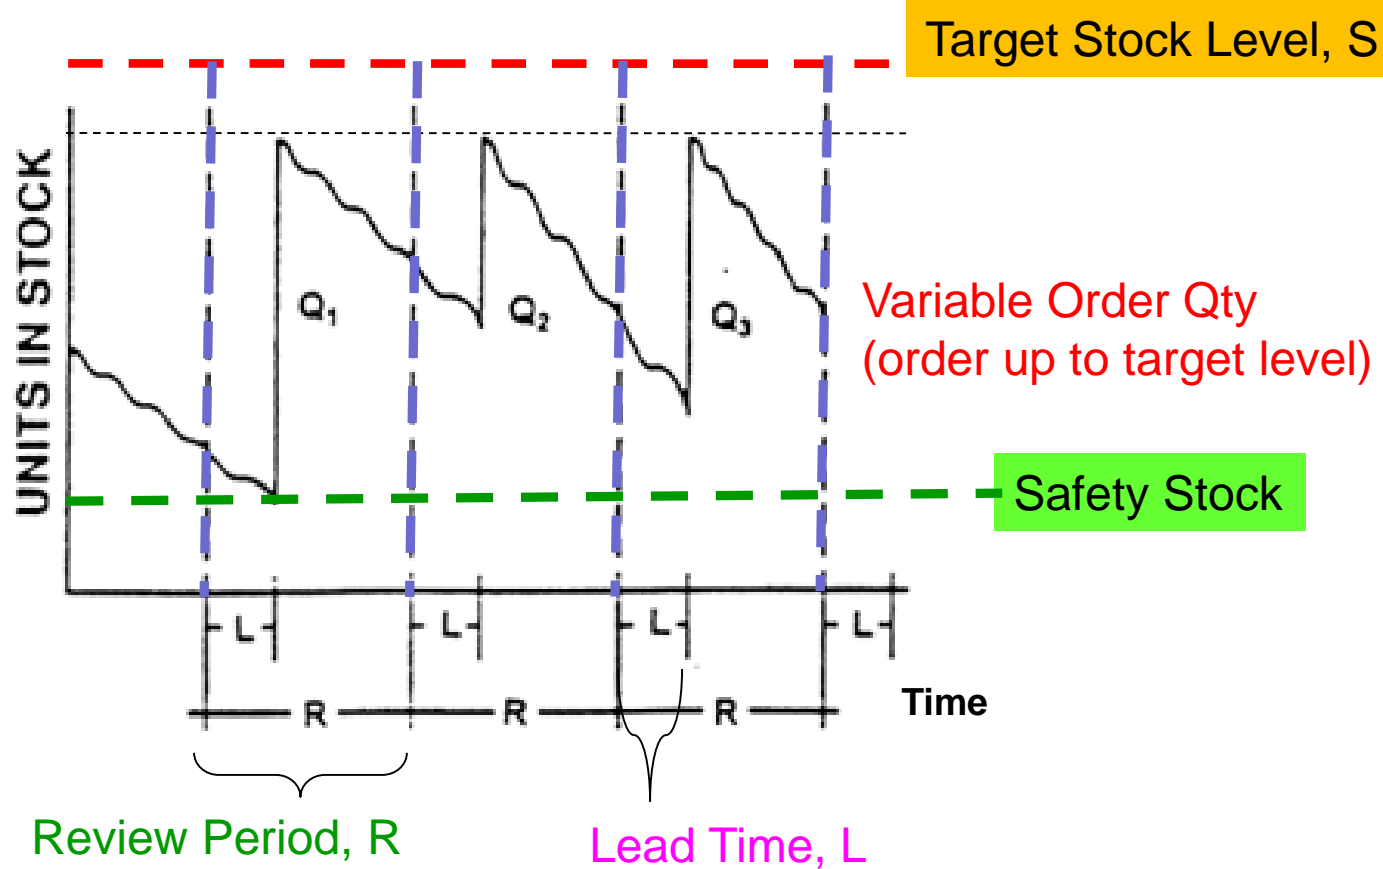 Target Stock Level, S
UNITS IN STOCK
Q1
Q2
Q3
Variable Order Qty
(order up to target level)
Safety Stock
L
L
L
L
R
R
R
Time
Review Period, R
Lead Time, L